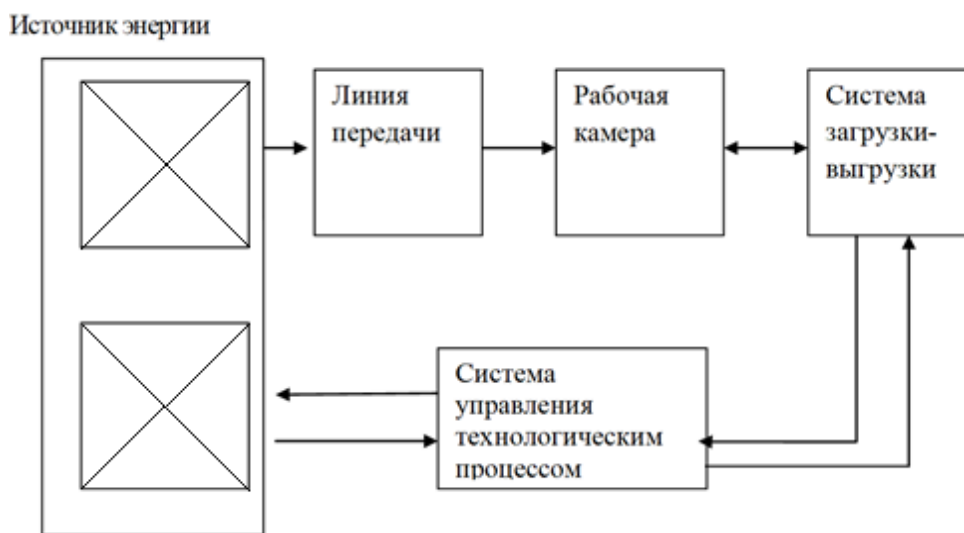 Источник энергии
Линия
передачи
Рабочая
камера
Система
загрузки-
выгрузки
Система
управления
технологическим
процессом